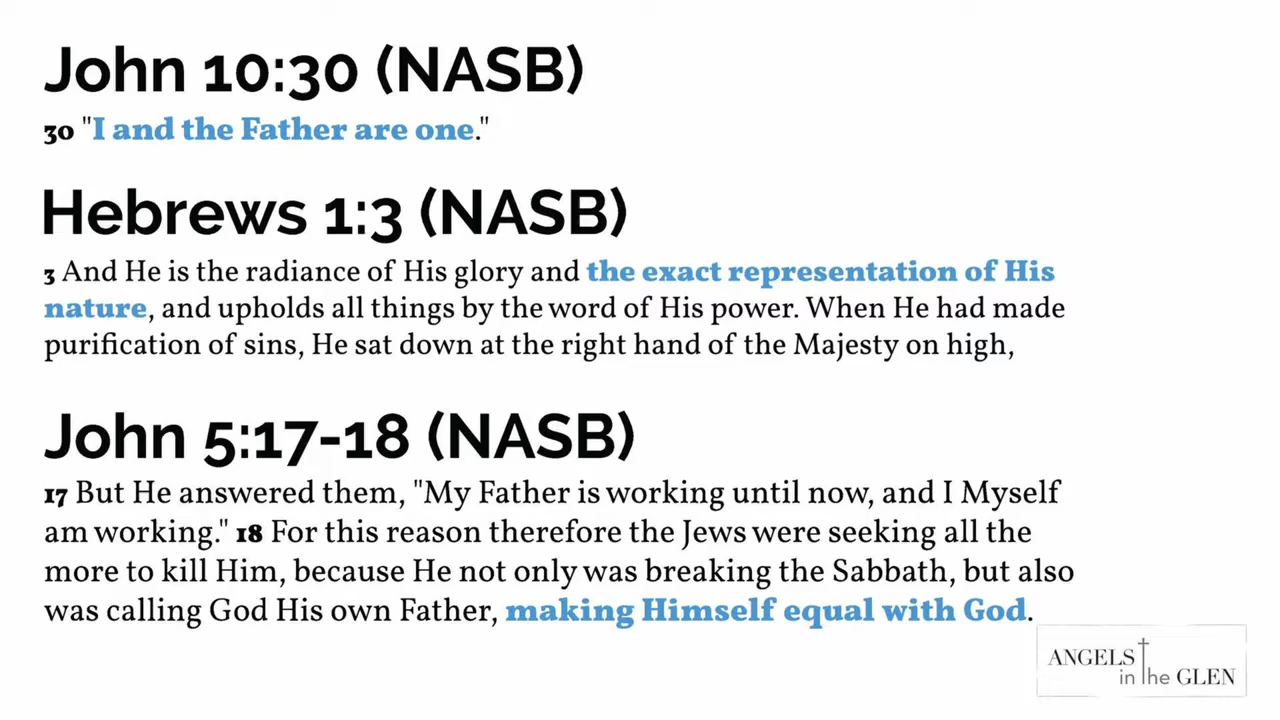 John 10:30 (NASB)
30 "I and the Father are one."
Hebrews 1:3 (NASB)
3 And He is the radiance of His glory and the exact representation of His
nature, and upholds all things by the word of His power. When He had made
purification of sins, He sat down at the right hand of the Majesty on high,
John 5:17-18 (NASB)
17 But He answered them, "My Father is working until now, and I Myself
am working." 18 For this reason therefore the Jews were seeking all the
more to kill Him, because He not only was breaking the Sabbath, but also
was calling God His own Father, making Himself equal with God.
ANGELS
in the GLEN